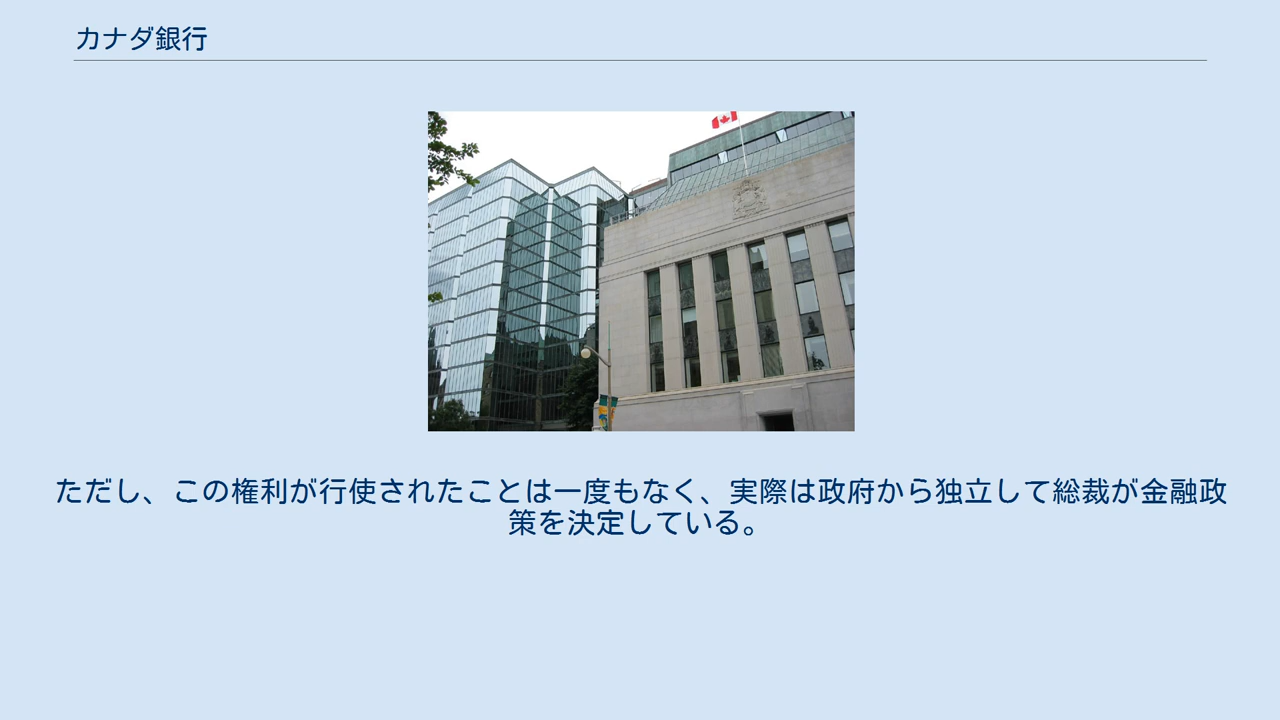 カナダ銀行
ただし、この権利が行使されたことは一度もなく、実際は政府から独立して総裁が金融政
策を決定している。